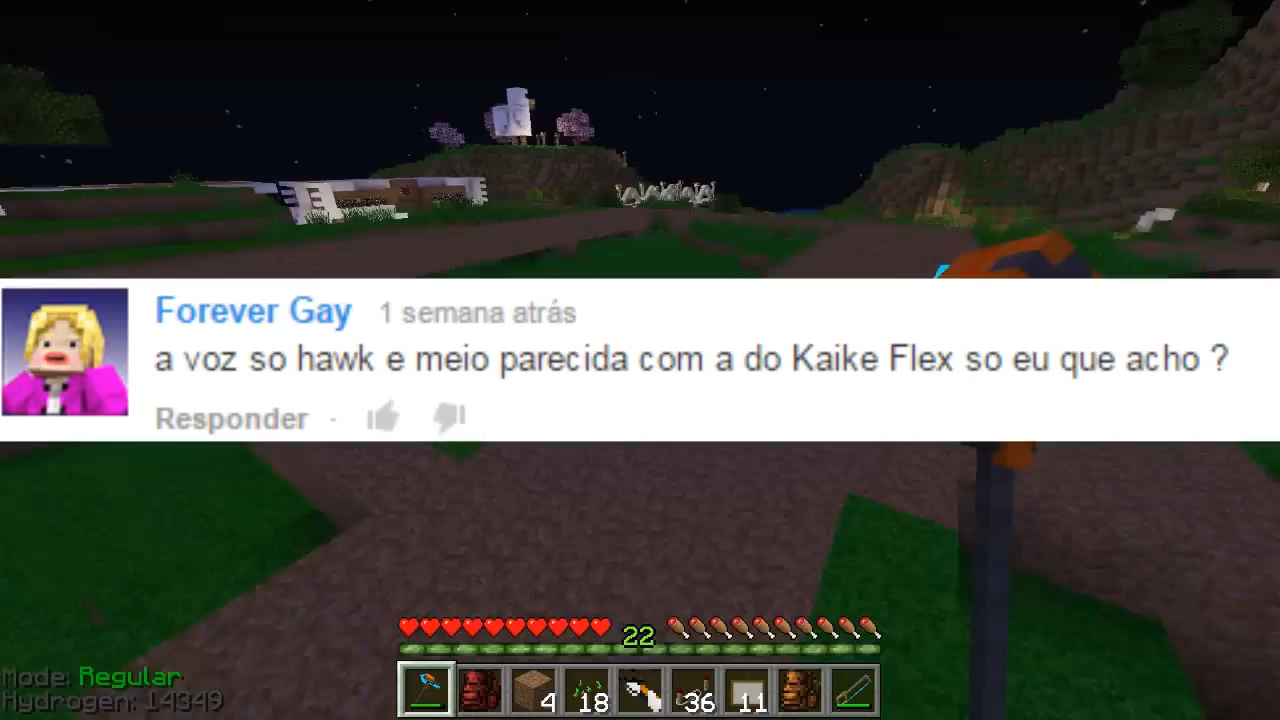 Forever Gay 1 semana atrás
a voz so hawk e meio parecida com a do Kaike Flex so eu que acho ?
Responder ·
22
Mode: Regular
Hydrogen: 14349
4 18 36 11